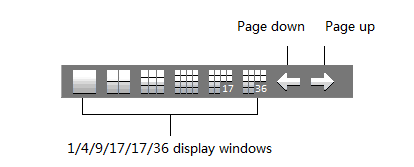 Page down Page up
17 36
1/4/9/17/17/36 display windows